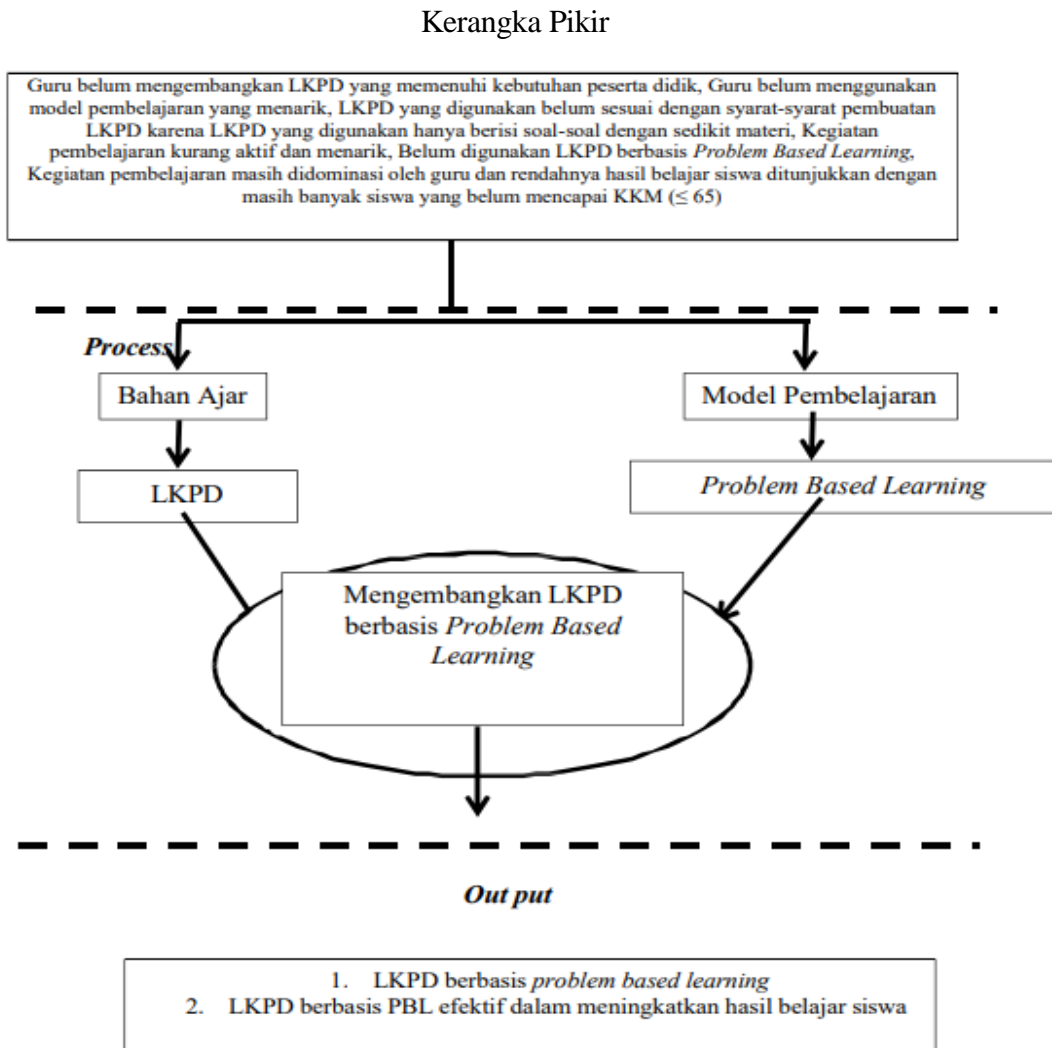 Kerangka Pikir
Guru belum mengembangkan LKPD yang memenuhi kebutuhan peserta didik, Guru belum menggunakan
model pembelajaran yang menarik, LKPD yang digunakan belum sesuai dengan syarat-syarat pembuatan
LKPD karena LKPD yang digunakan hanya berisi soal-soal dengan sedikit materi, Kegiatan
pembelajaran kurang aktif dan menarik, Belum digunakan LKPD berbasis Problem Based Learning,
Kegiatan pembelajaran masih didominasi oleh guru dan rendahnya hasil belajar siswa ditunjukkan dengan
masih banyak siswa yang belum mencapai KKM (≤ 65)
Process
Bahan Ajar
Model Pembelajaran
LKPD
Problem Based Learning
Mengembangkan LKPD
berbasis Problem Based
Learning
Out put
1. LKPD berbasis problem based learning
2. LKPD berbasis PBL efektif dalam meningkatkan hasil belajar siswa